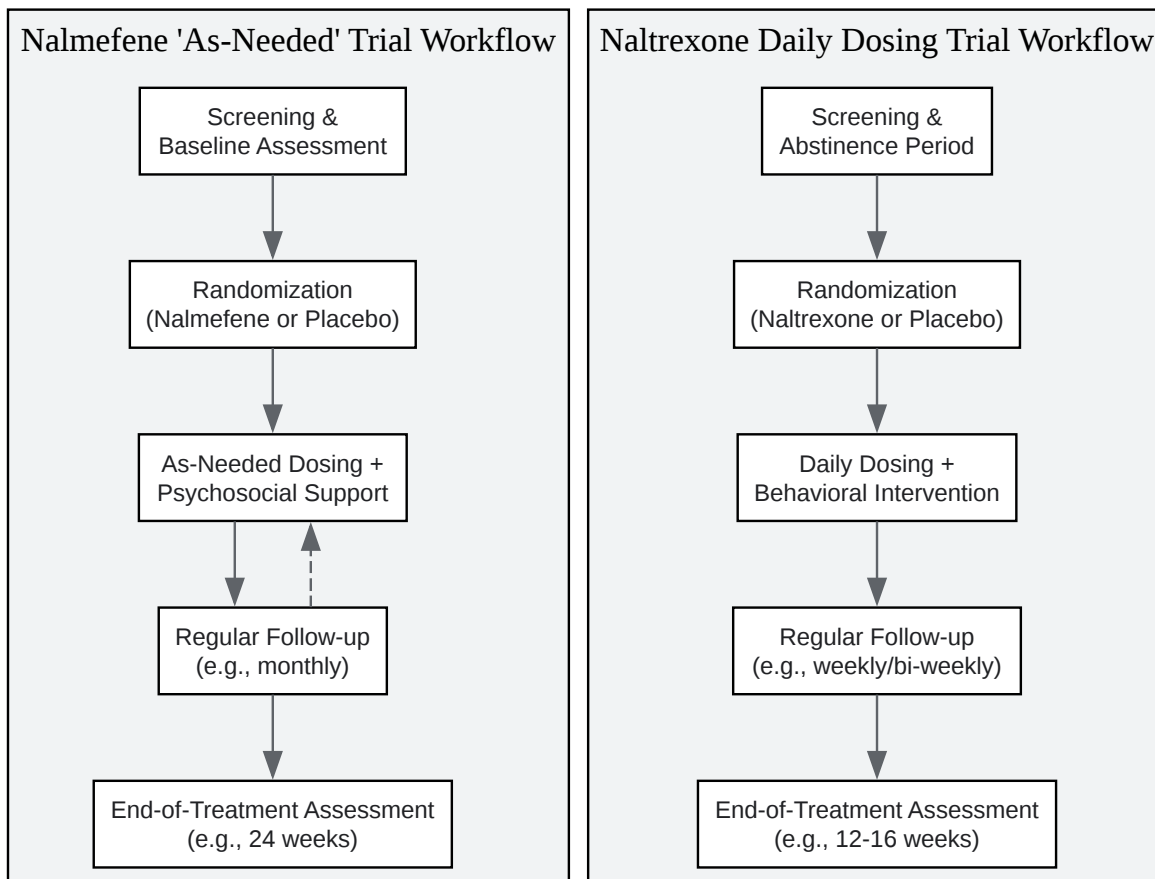 Nalmefene 'As-Needed' Trial Workflow
Screening &
Baseline Assessment
Randomization
(Nalmefene or Placebo)
As-Needed Dosing +
Psychosocial Support
Regular Follow-up
(e.g., monthly)
End-of-Treatment Assessment
(e.g., 24 weeks)
Naltrexone Daily Dosing Trial Workflow
Screening &
Abstinence Period
Randomization
(Naltrexone or Placebo)
Daily Dosing +
Behavioral Intervention
Regular Follow-up
(e.g., weekly/bi-weekly)
End-of-Treatment Assessment
(e.g., 12-16 weeks)